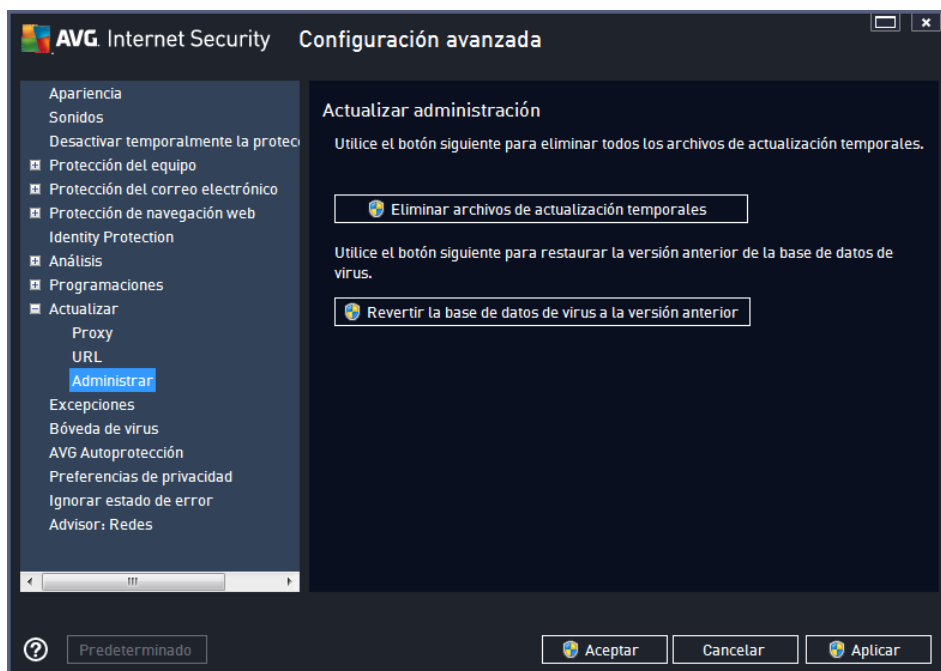 AVG. Internet Security Configuración avanzada
Apariencia
Sonidos
Desactivar temporalmente la protec
Protección del equipo
Protección del correo electrónico
Protección de navegación web
Identity Protection
Análisis
Programaciones
Actualizar
Proxy
URL
Administrar
Excepciones
Bóveda de virus
AVG Autoprotección
Preferencias de privacidad
Ignorar estado de error
Advisor: Redes
Actualizar administración
Utilice el botón siguiente para eliminar todos los archivos de actualización temporales.
Eliminar archivos de actualización temporales
Utilice el botón siguiente para restaurar la versión anterior de la base de datos de
virus.
Revertir la base de datos de virus a la versión anterior
Predeterminado
Aceptar
Cancelar
Aplicar